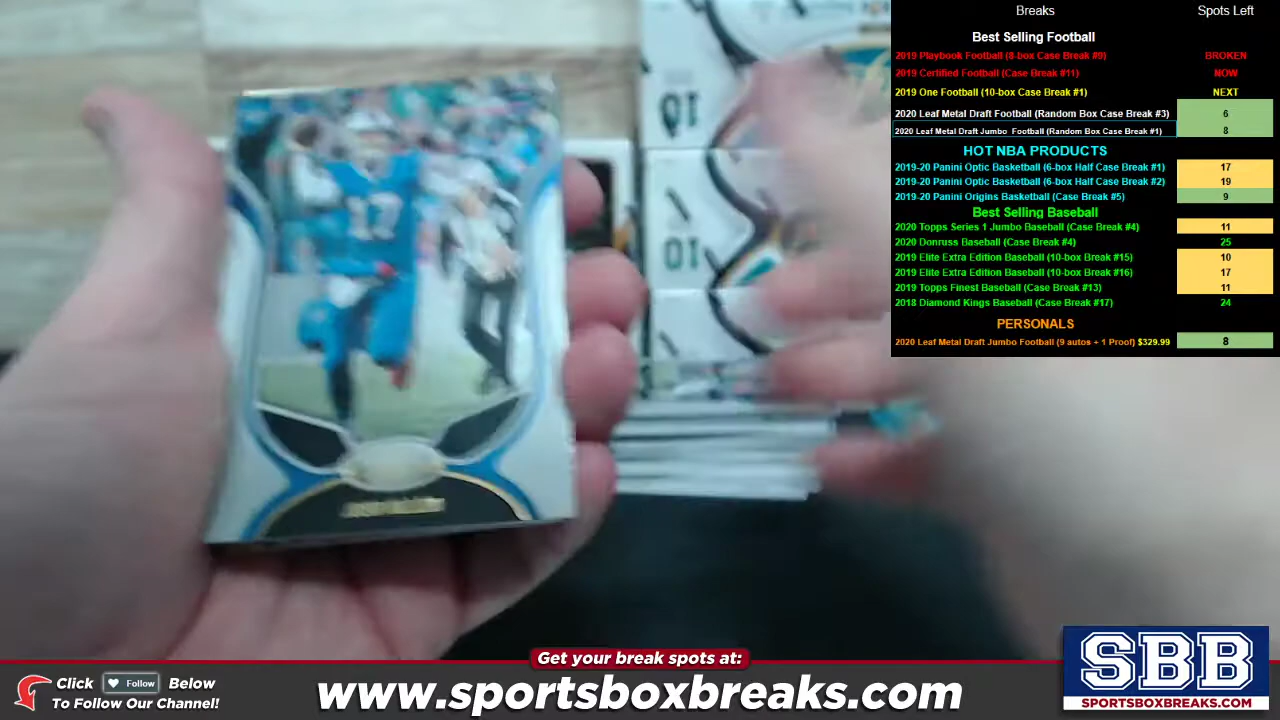 Breaks Spots Left
Best Selling Football
2019 Playbook Football (8-box Case Break #9) BROKEN
2019 Certified Football (Case Break #11) NOW
2019 One Football (10-box Case Break #1) NEXT
2020 Leaf Metal Draft Football (Random Box Case Break #3) 6
2020 Leaf Metal Draft Jumbo Football (Random Box Case Break #1) 8
HOT NBA PRODUCTS
2019-20 Panini Optic Basketball (6-box Half Case Break #1) 17
2019-20 Panini Optic Basketball (6-box Half Case Break #2) 19
2019-20 Panini Origins Basketball (Case Break #5) 9
Best Selling Baseball
2020 Topps Series 1 Jumbo Baseball (Case Break #4) 11
2020 Donruss Baseball (Case Break #4) 25
2019 Elite Extra Edition Baseball (10-box Break #15) 10
2019 Elite Extra Edition Baseball (10-box Break #16) 17
2019 Topps Finest Baseball (Case Break #13) 11
2018 Diamond Kings Baseball (Case Break #17) 24
PERSONALS
2020 Leaf Metal Draft Jumbo Football (9 autos + 1 Proof) $329.99 8
10
10
Get your break spots at:
Click Follow Below
To Follow Our Channel!
www.sportsboxbreaks.com
SBB
SPORTSBOXBREAKS.COM